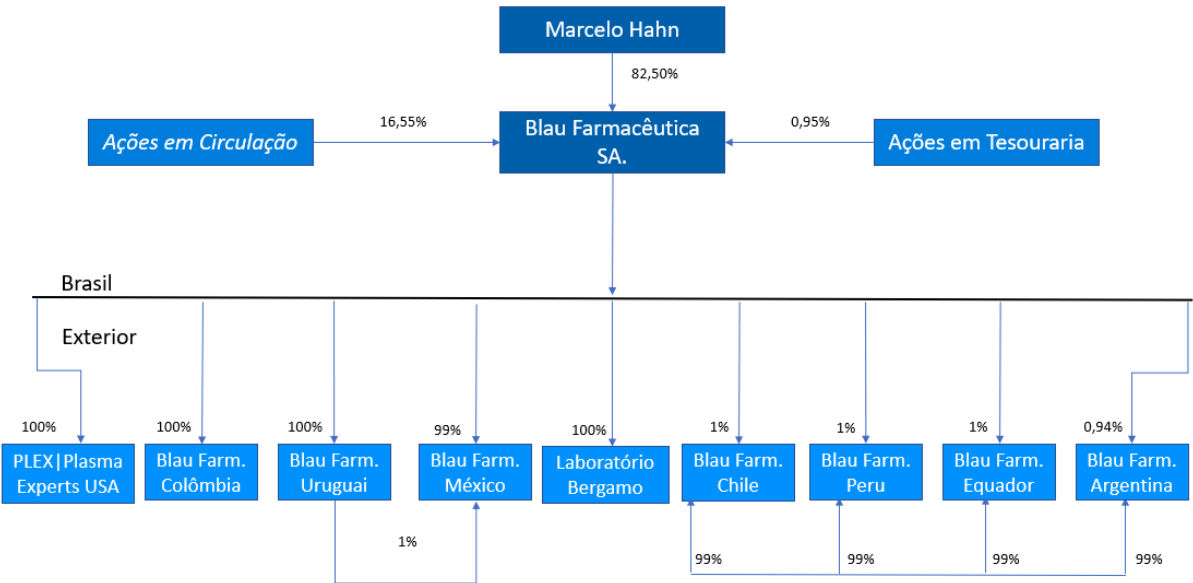 Marcelo Hahn
82,50%
Ações em Circulação
16,55%
Blau Farmacêutica
SA.
0,95%
Ações em Tesouraria
Brasil
Exterior
100%
100%
100%
99%
100%
1%
1%
1%
0,94%
PLEX|Plasma
Experts USA
Blau Farm.
Colômbia
Blau Farm.
Uruguai
Blau Farm.
México
Laboratório
Bergamo
Blau Farm.
Chile
Blau Farm.
Peru
Blau Farm.
Equador
Blau Farm.
Argentina
1%
99%
99%
99%
99%